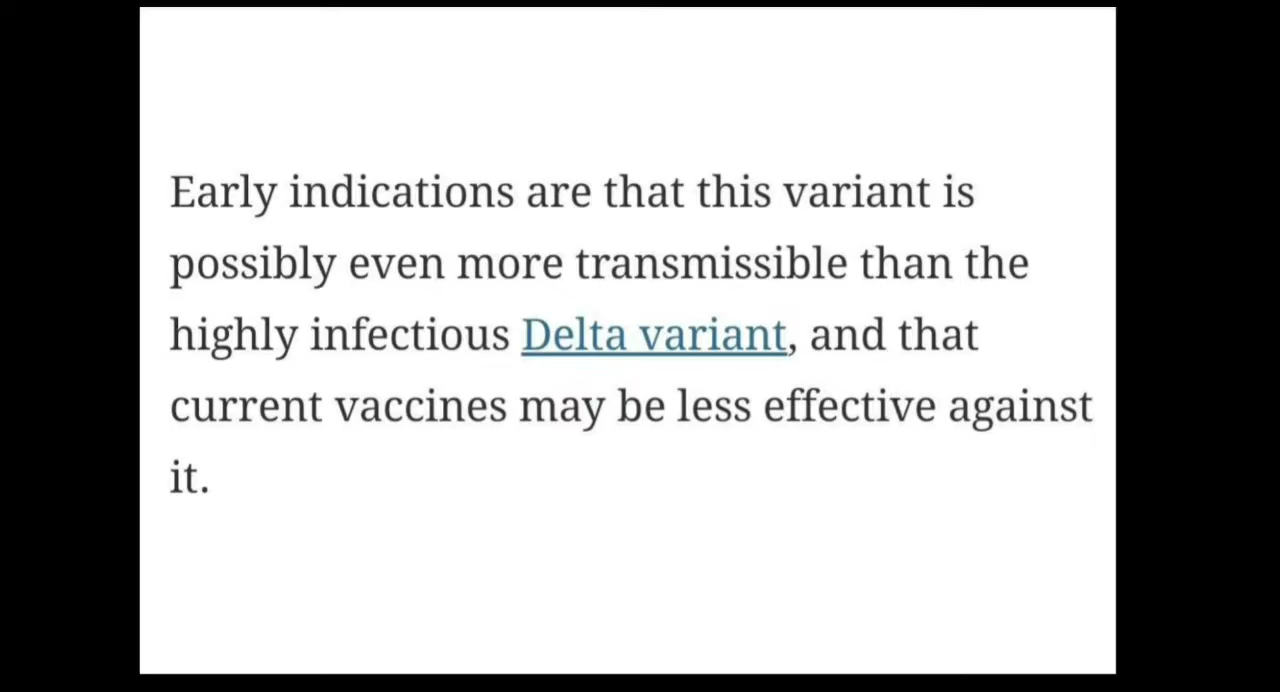 Early indications are that this variant is
possibly even more transmissible than the
highly infectious Delta variant, and that
current vaccines may be less effective against
it.